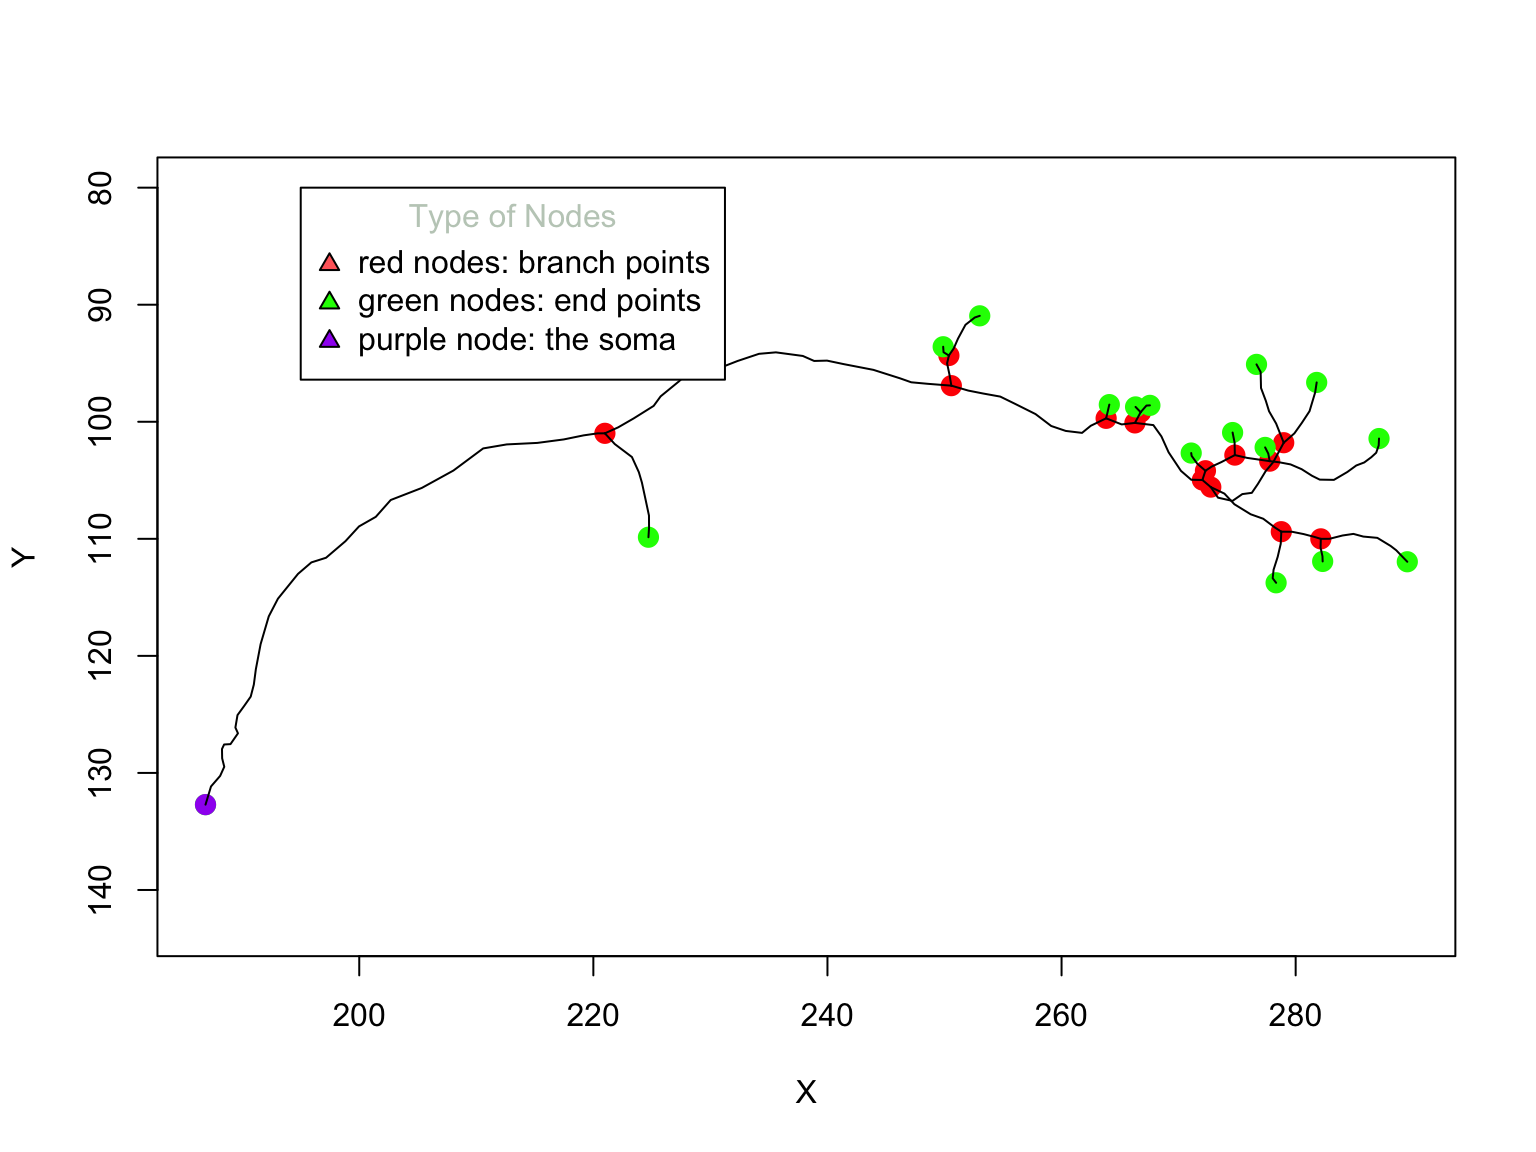 Type of Nodes
red nodes: branch points
green nodes: end points
purple node: the soma
80
90
100
110
120
130
140
Y
200 220 240 260 280
X